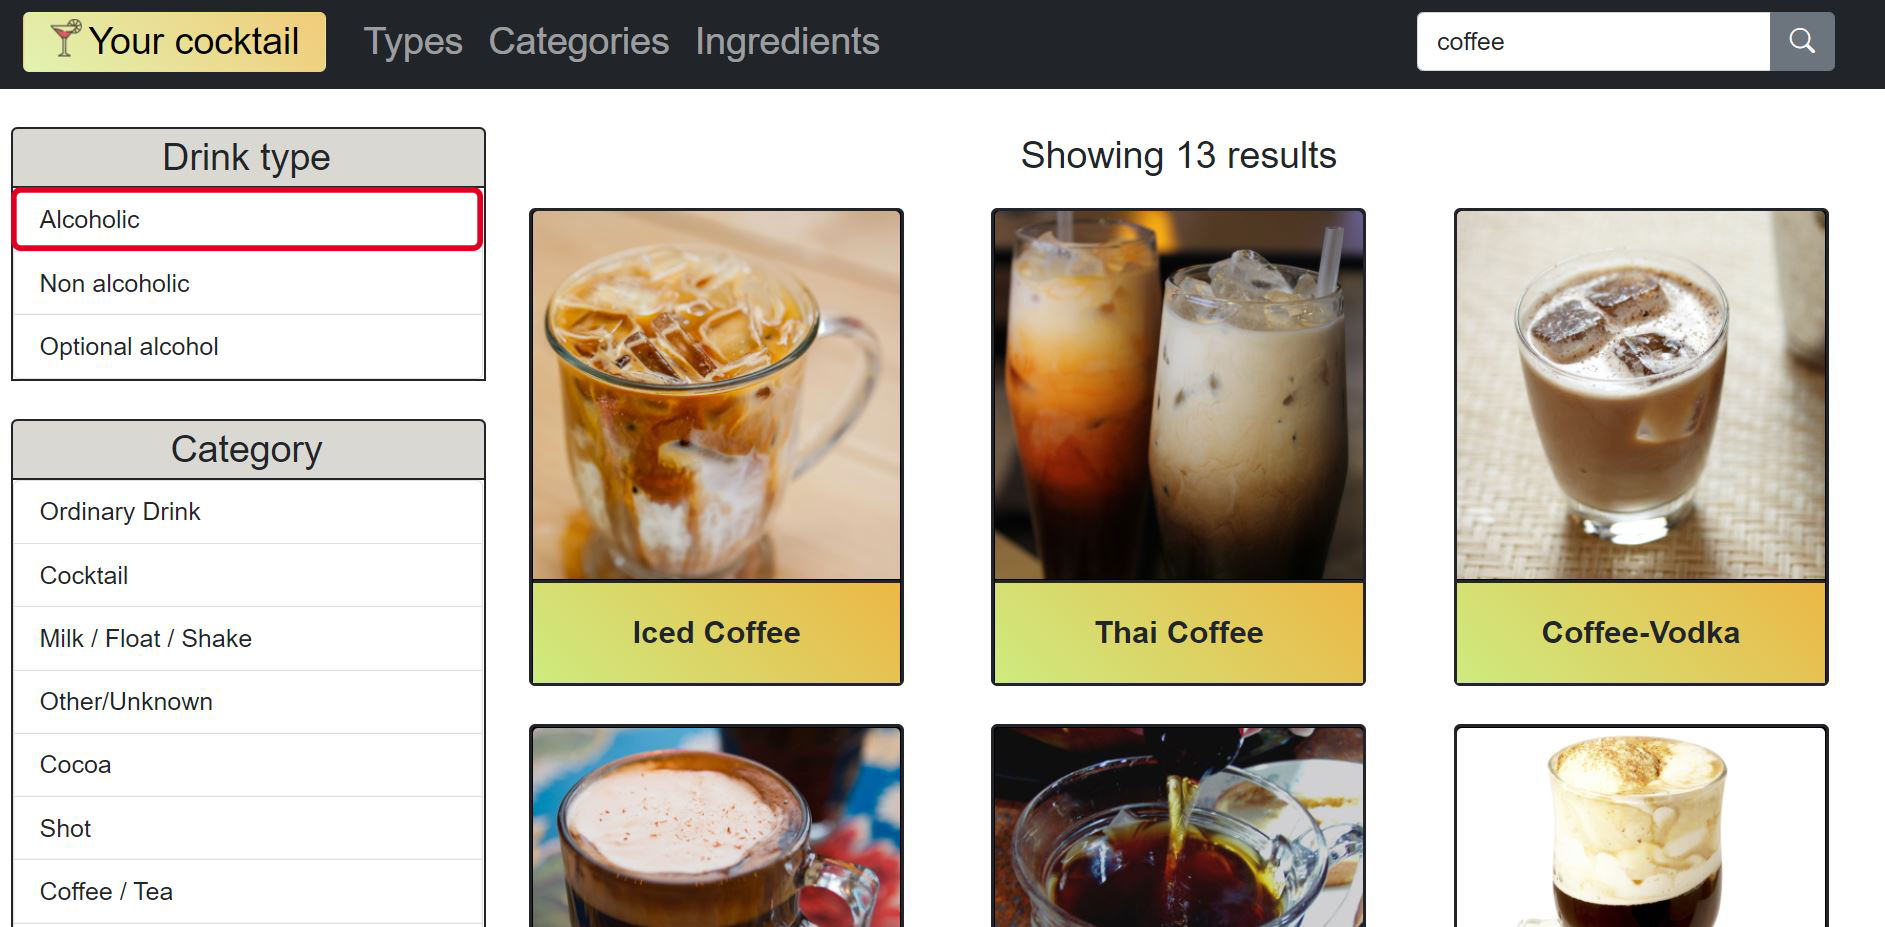 Your cocktail
Types Categories Ingredients
coffee
Drink type
Alcoholic
Non alcoholic
Optional alcohol
Category
Ordinary Drink
Cocktail
Milk / Float / Shake
Other/Unknown
Cocoa
Shot
Coffee / Tea
Showing 13 results
Iced Coffee
Thai Coffee
Coffee-Vodka